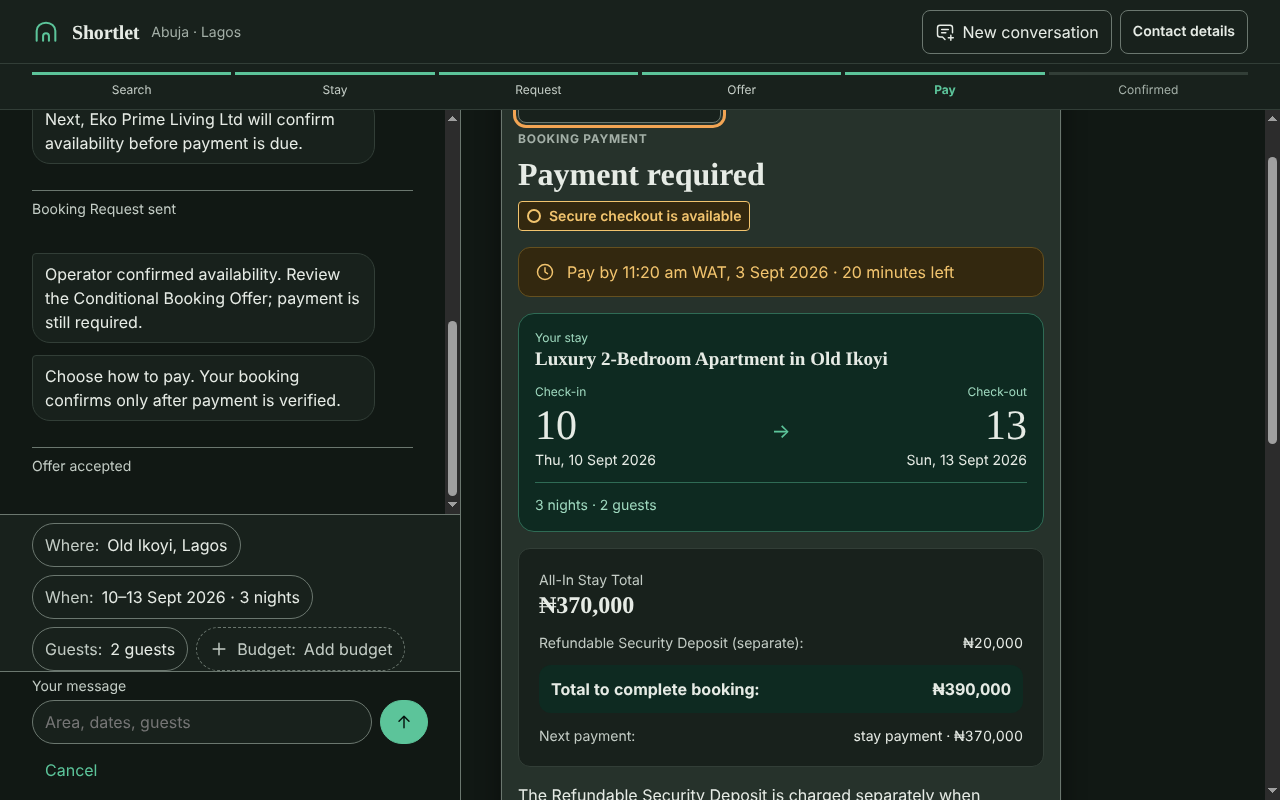 Shortlet
Abuja · Lagos
New conversation
Contact details
Search
Stay
Request
Offer
Pay
Confirmed
Next, Eko Prime Living Ltd will confirm
availability before payment is due.
Booking Request sent
Operator confirmed availability. Review
the Conditional Booking Offer; payment is
still required.
Choose how to pay. Your booking
confirms only after payment is verified.
Offer accepted
Where: Old Ikoyi, Lagos
When: 10–13 Sept 2026 · 3 nights
Guests: 2 guests
Budget: Add budget
Your message
Area, dates, guests
Cancel
BOOKING PAYMENT
Payment required
Secure checkout is available
Pay by 11:20 am WAT, 3 Sept 2026 · 20 minutes left
Your stay
Luxury 2-Bedroom Apartment in Old Ikoyi
Check-in
Check-out
10
13
Thu, 10 Sept 2026
Sun, 13 Sept 2026
3 nights · 2 guests
All-In Stay Total
₦370,000
Refundable Security Deposit (separate):
₦20,000
Total to complete booking:
₦390,000
Next payment:
stay payment · ₦370,000
The Refundable Security Deposit is charged separately when